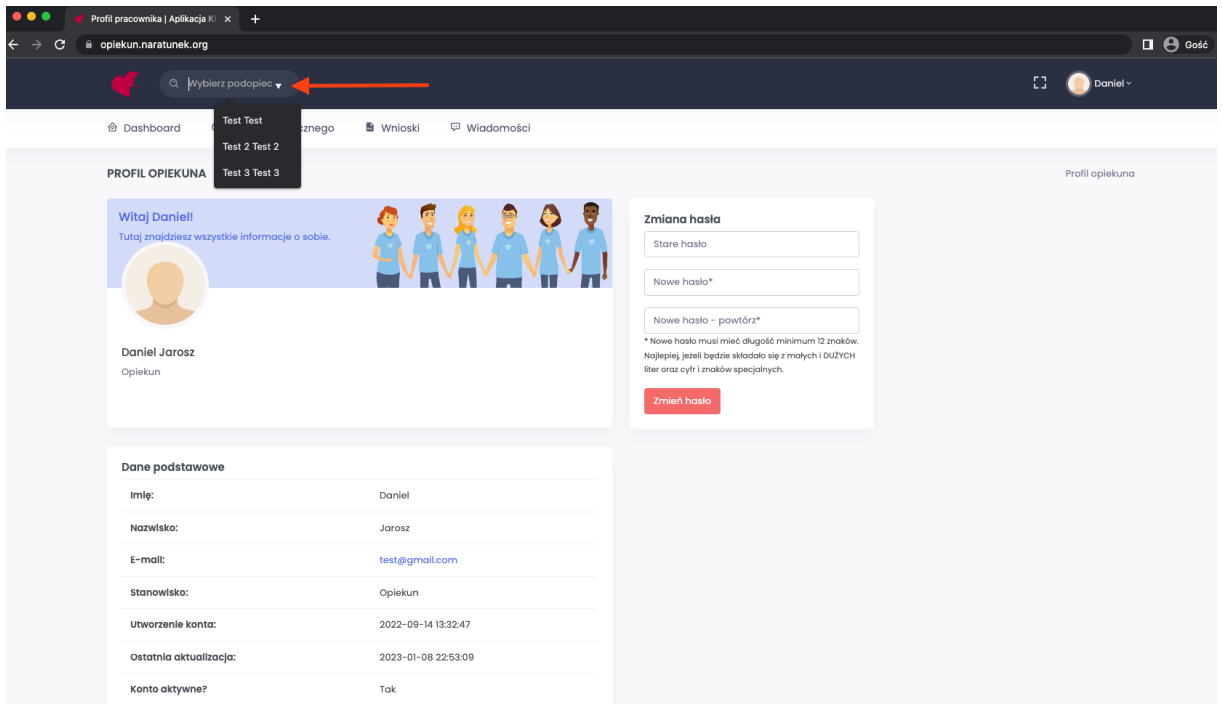 Profil pracownika | Aplikacja Kl
opiekun.naratunek.org
Gość
Wybierz podopiec
Daniel
Test Test
Test 2 Test 2
Test 3 Test 3
Dashboard
cznego
Wnioski
Wiadomości
PROFIL OPIEKUNA
Profil opiekuna
Witaj Daniel!
Tutaj znajdziesz wszystkie informacje o sobie.
Daniel Jarosz
Opiekun
Zmiana hasła
Stare hasło
Nowe hasło*
Nowe hasło - powtórz*
* Nowe hasło musi mieć długość minimum 12 znaków.
Najlepiej, jeżeli będzie składało się z małych i DUŻYCH
liter oraz cyfr i znaków specjalnych.
Zmień hasło
Dane podstawowe
Imię: Daniel
Nazwisko: Jarosz
E-mail: test@gmail.com
Stanowisko: Opiekun
Utworzenie konta: 2022-09-14 13:32:47
Ostatnia aktualizacja: 2023-01-08 22:53:09
Konto aktywne? Tak